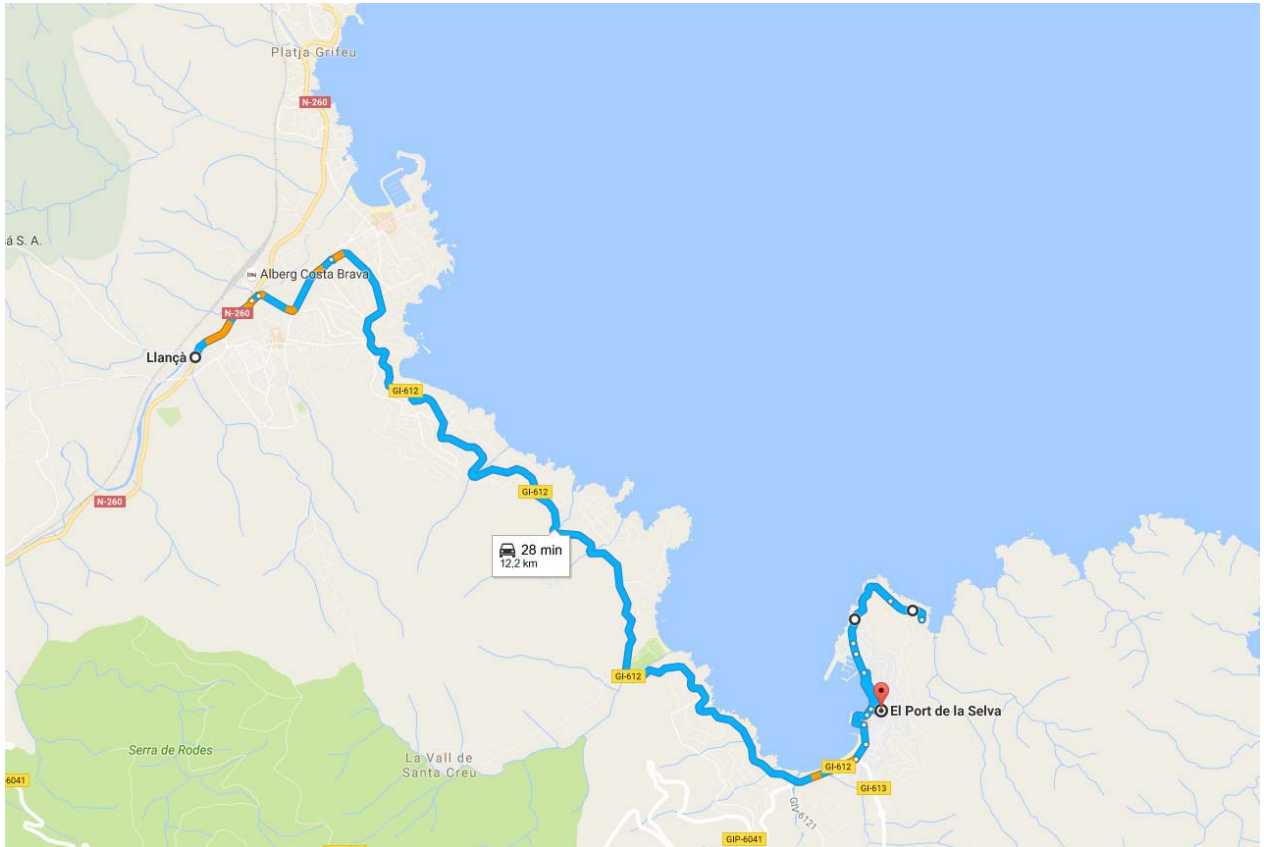 Platja Grifeu
N-260
á S. A.
Alberg Costa Brava
N-260
Llançà
GI-612
GI-612
N-260
28 min
12,2 km
GI-612
El Port de la Selva
Serra de Rodes
La Vall de
Santa Creu
GI-612
-6041
GI-613
GIV-6121
GIP-6041